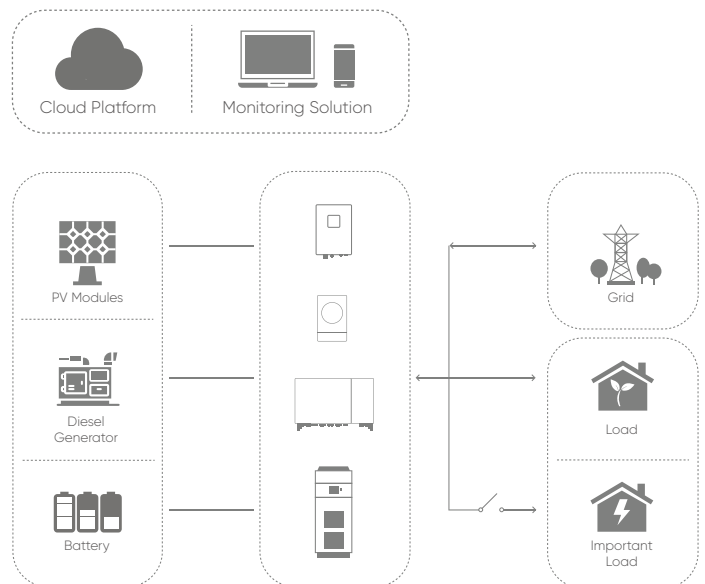 Cloud Platform
Monitoring Solution
PV Modules
Diesel
Generator
Battery
Grid
Load
Important
Load